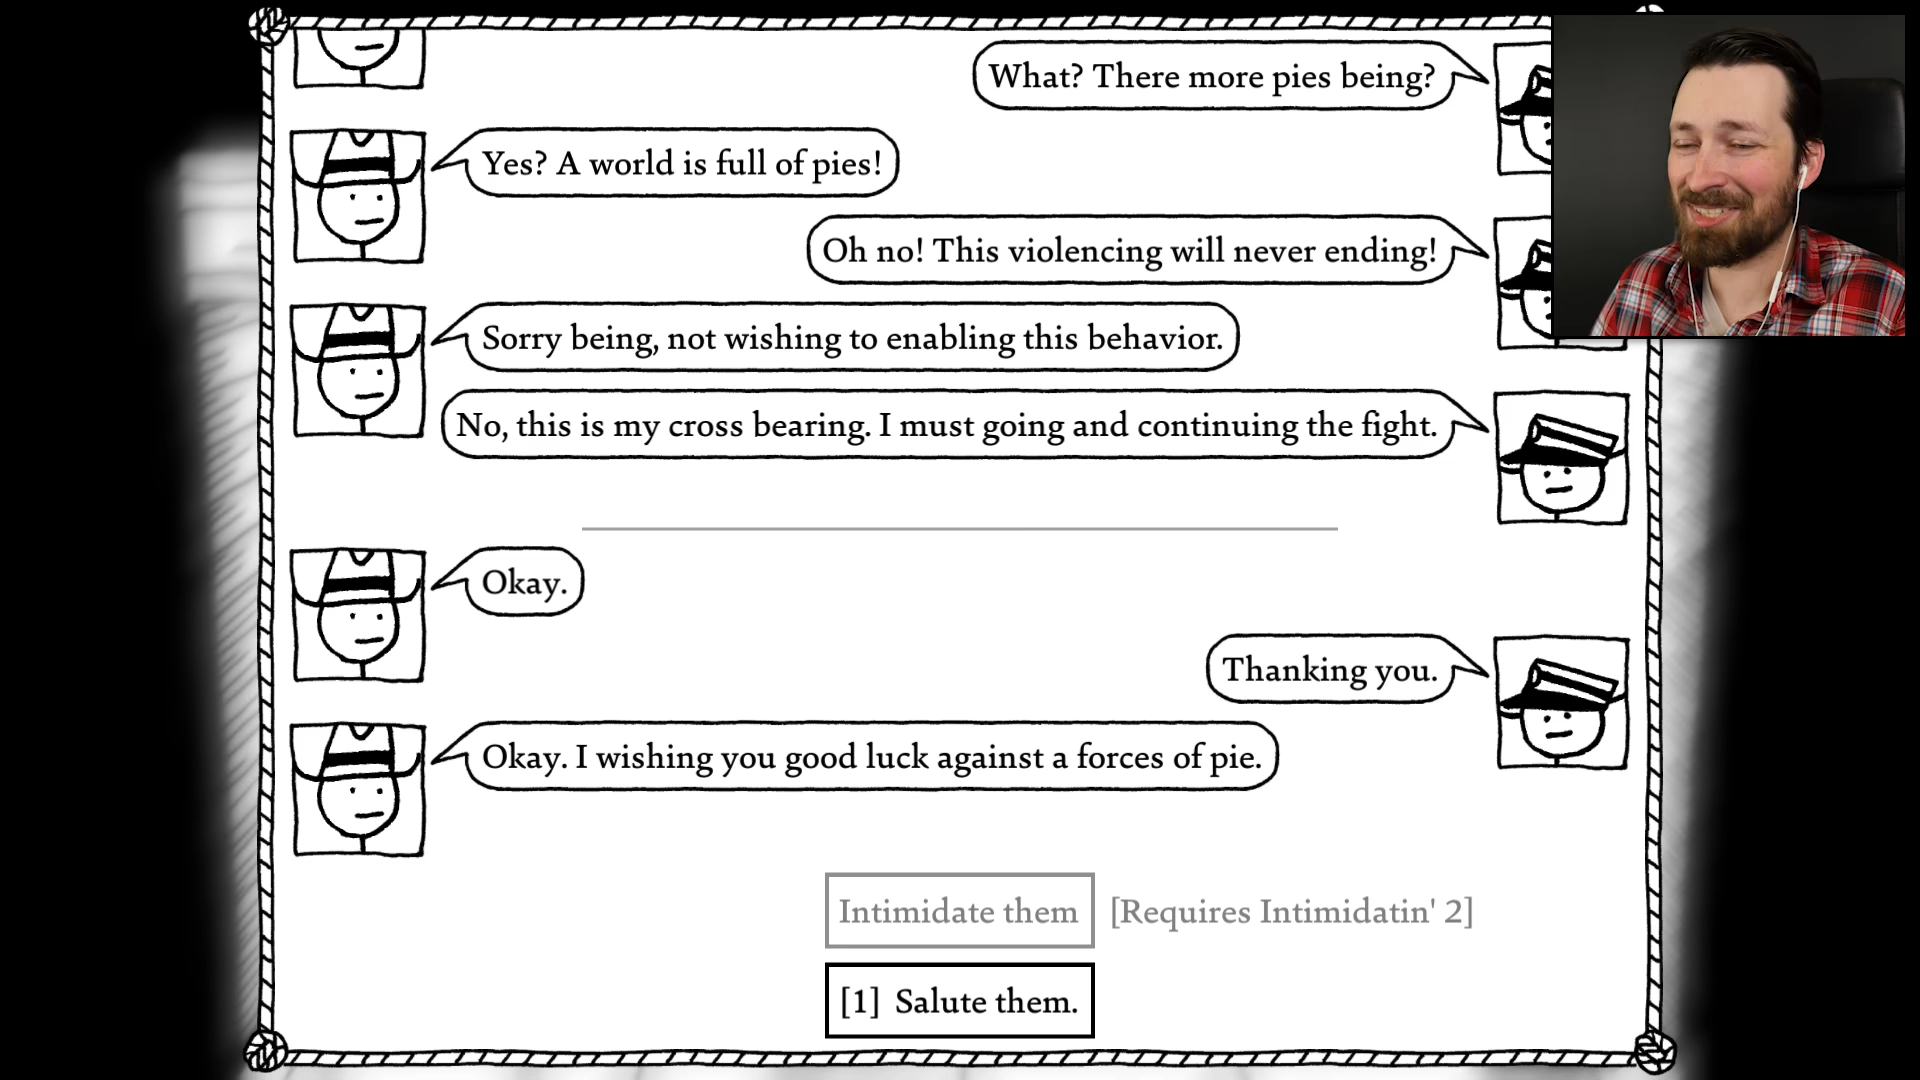 What? There more pies being?
Yes? A world is full of pies!
Oh no! This violencing will never ending!
Sorry being, not wishing to enabling this behavior.
No, this is my cross bearing. I must going and continuing the fight.
Okay.
Thanking you.
Okay. I wishing you good luck against a forces of pie.
Intimidate them [Requires Intimidatin' 2]
[1] Salute them.